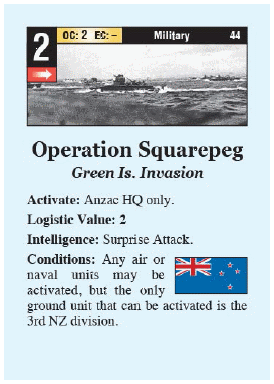 2 OC: 2 EC: – Military 44
Operation Squarepeg
Green Is. Invasion
Activate: Anzac HQ only.
Logistic Value: 2
Intelligence: Surprise Attack.
Conditions: Any air or
naval units may be
activated, but the only
ground unit that can be activated is the
3rd NZ division.